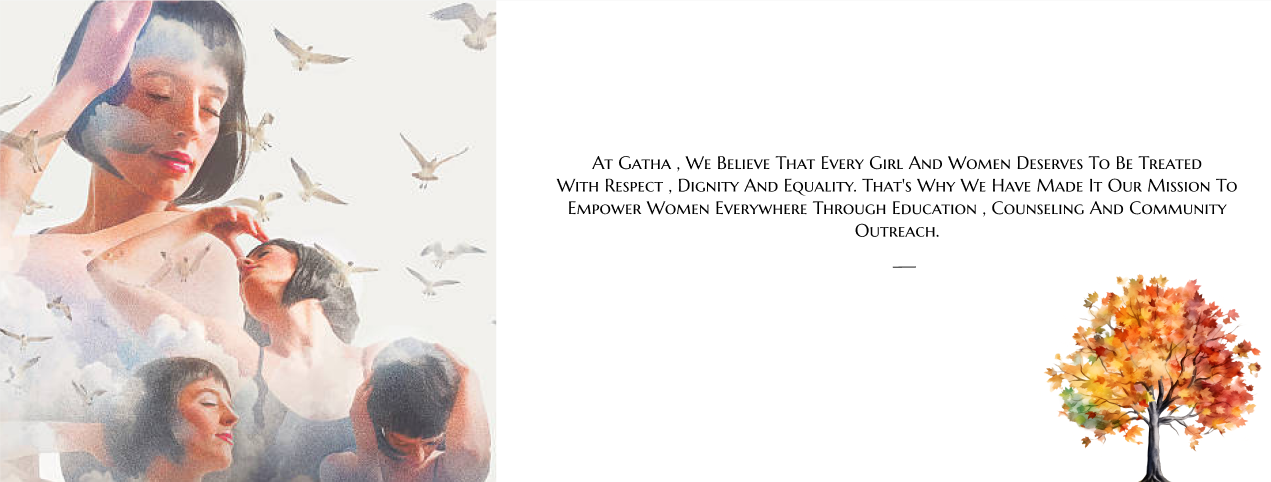 At Gatha , We Believe That Every Girl And Women Deserves To Be Treated
With Respect , Dignity And Equality. That's Why We Have Made It Our Mission To
Empower Women Everywhere Through Education , Counseling And Community
Outreach.